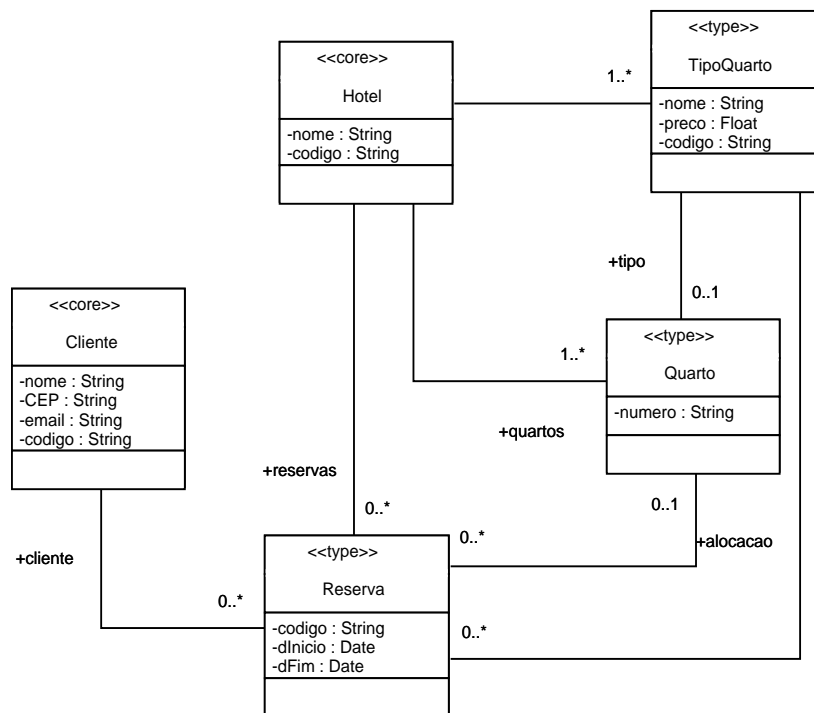 <<core>>
Hotel
-nome : String
-codigo : String
1..*
<<type>>
TipoQuarto
-nome : String
-preco : Float
-codigo : String
+tipo
0..1
<<core>>
Cliente
-nome : String
-CEP : String
-email : String
-codigo : String
1..*
<<type>>
Quarto
-numero : String
+quartos
+reservas
0..*
0..1
+alocacao
0..*
+cliente
0..*
<<type>>
Reserva
-codigo : String
-dInicio : Date
-dFim : Date
0..*